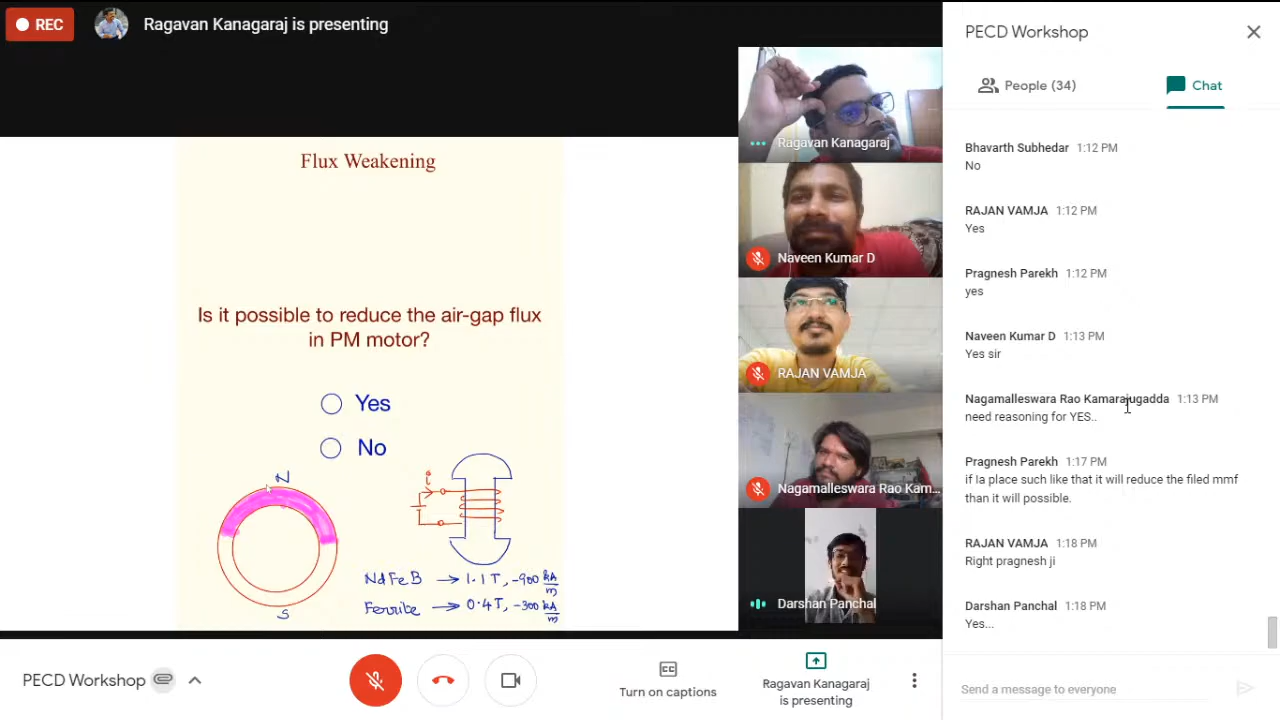 REC
Ragavan Kanagaraj is presenting
Flux Weakening
Is it possible to reduce the air-gap flux
in PM motor?
Yes
No
N
S
i
NdFeB → 1.1 T, -900 kA/m
Ferribe → 0.4T, -300 kA/m
Ragavan Kanagaraj
Naveen Kumar D
RAJAN VAMJA
Nagamalleswara Rao Kam...
Darshan Panchal
PECD Workshop
People (34)
Chat
Bhavarth Subhedar 1:12 PM
No
RAJAN VAMJA 1:12 PM
Yes
Pragnesh Parekh 1:12 PM
yes
Naveen Kumar D 1:13 PM
Yes sir
Nagamalleswara Rao Kamarajugadda 1:13 PM
need reasoning for YES..
Pragnesh Parekh 1:17 PM
if Ia place such like that it will reduce the filed mmf
than it will possible.
RAJAN VAMJA 1:18 PM
Right pragnesh ji
Darshan Panchal 1:18 PM
Yes...
Send a message to everyone
PECD Workshop
CC
Turn on captions
Ragavan Kanagaraj
is presenting